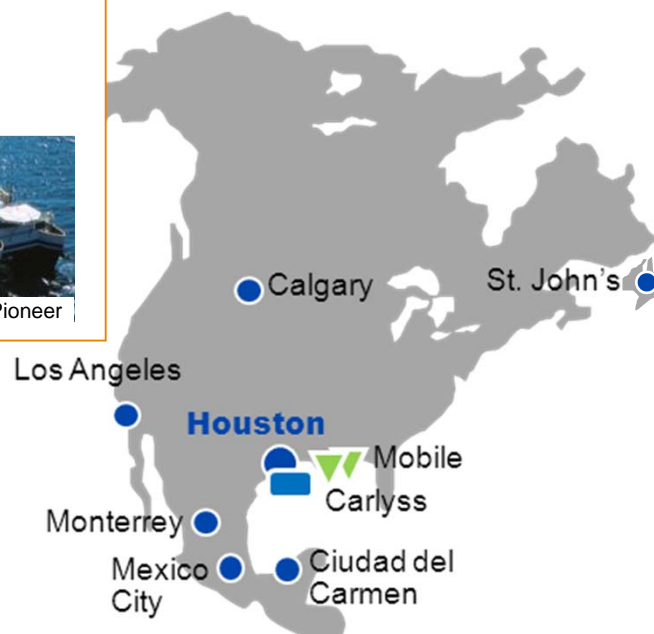 Pioneer
Calgary
St. John’s
Los Angeles
Houston
Mobile
Carlyss
Monterrey
Mexico
City
Ciudad del
Carmen